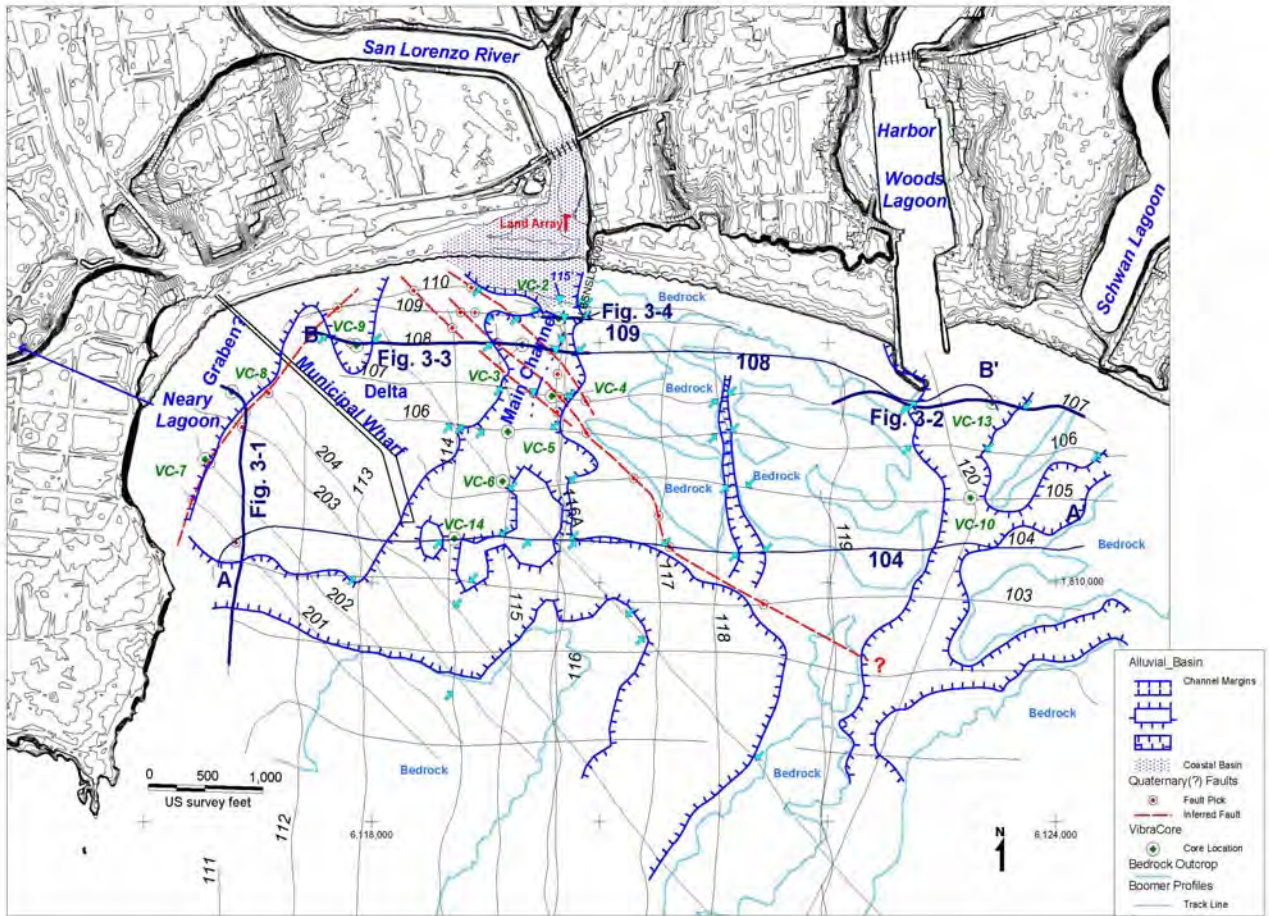 San Lorenzo River
Harbor
Woods
Lagoon
Schwan Lagoon
Land Array
110
VC-2
115'
Bedrock
109
Fig. 3-4
109
B
VC-9
108
Fig. 3-3
108
B'
Graben?
VC-8
107
Delta
VC-3
Main Channel
VC-4
Bedrock
Fig. 3-2
VC-13
107
Neary
Lagoon
Municipal Wharf
106
106
VC-7
Fig. 3-1
204
203
113
114
VC-5
VC-6
116A
Bedrock
Bedrock
120
105
VC-10
A'
VC-14
119
104
104
Bedrock
A
202
201
115
117
118
103
1,810,000
116
?
Bedrock
Bedrock
Bedrock
0 500 1,000
US survey feet
111
112
6,118,000
6,124,000
N
Alluvial_Basin
Channel Margins
Coastal Basin
Quaternary(?) Faults
Fault Pick
Inferred Fault
VibraCore
Core Location
Bedrock Outcrop
Boomer Profiles
Track Line